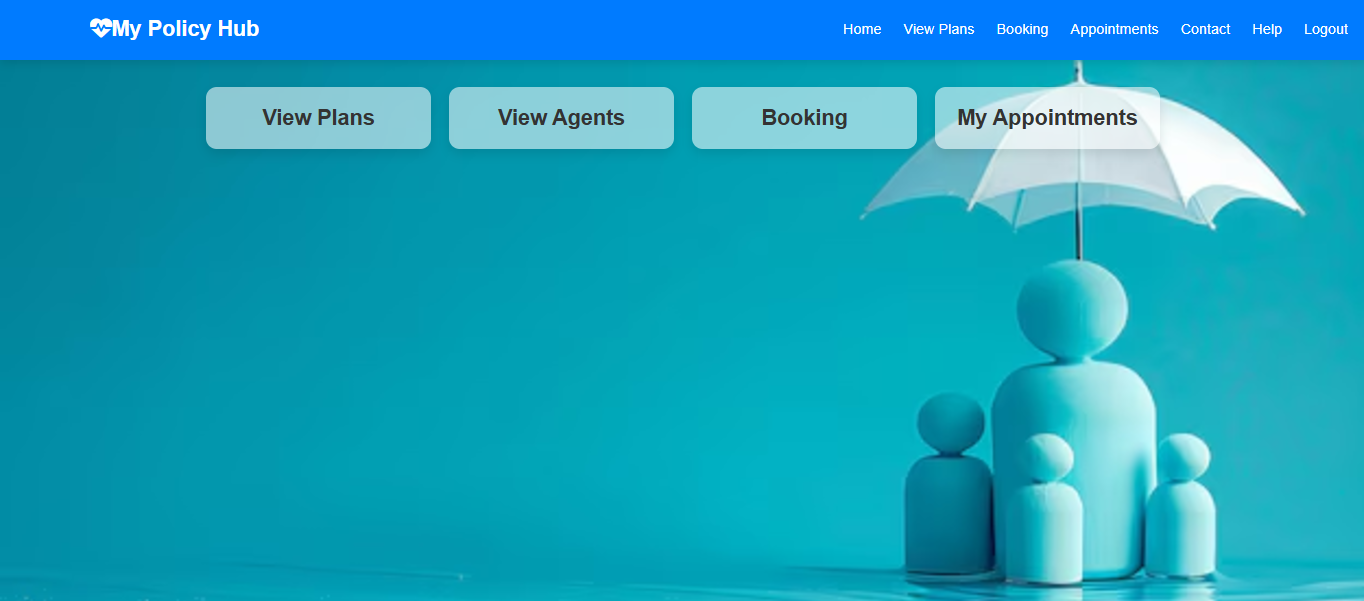 My Policy Hub
Home View Plans Booking Appointments Contact Help Logout
View Plans View Agents Booking My Appointments